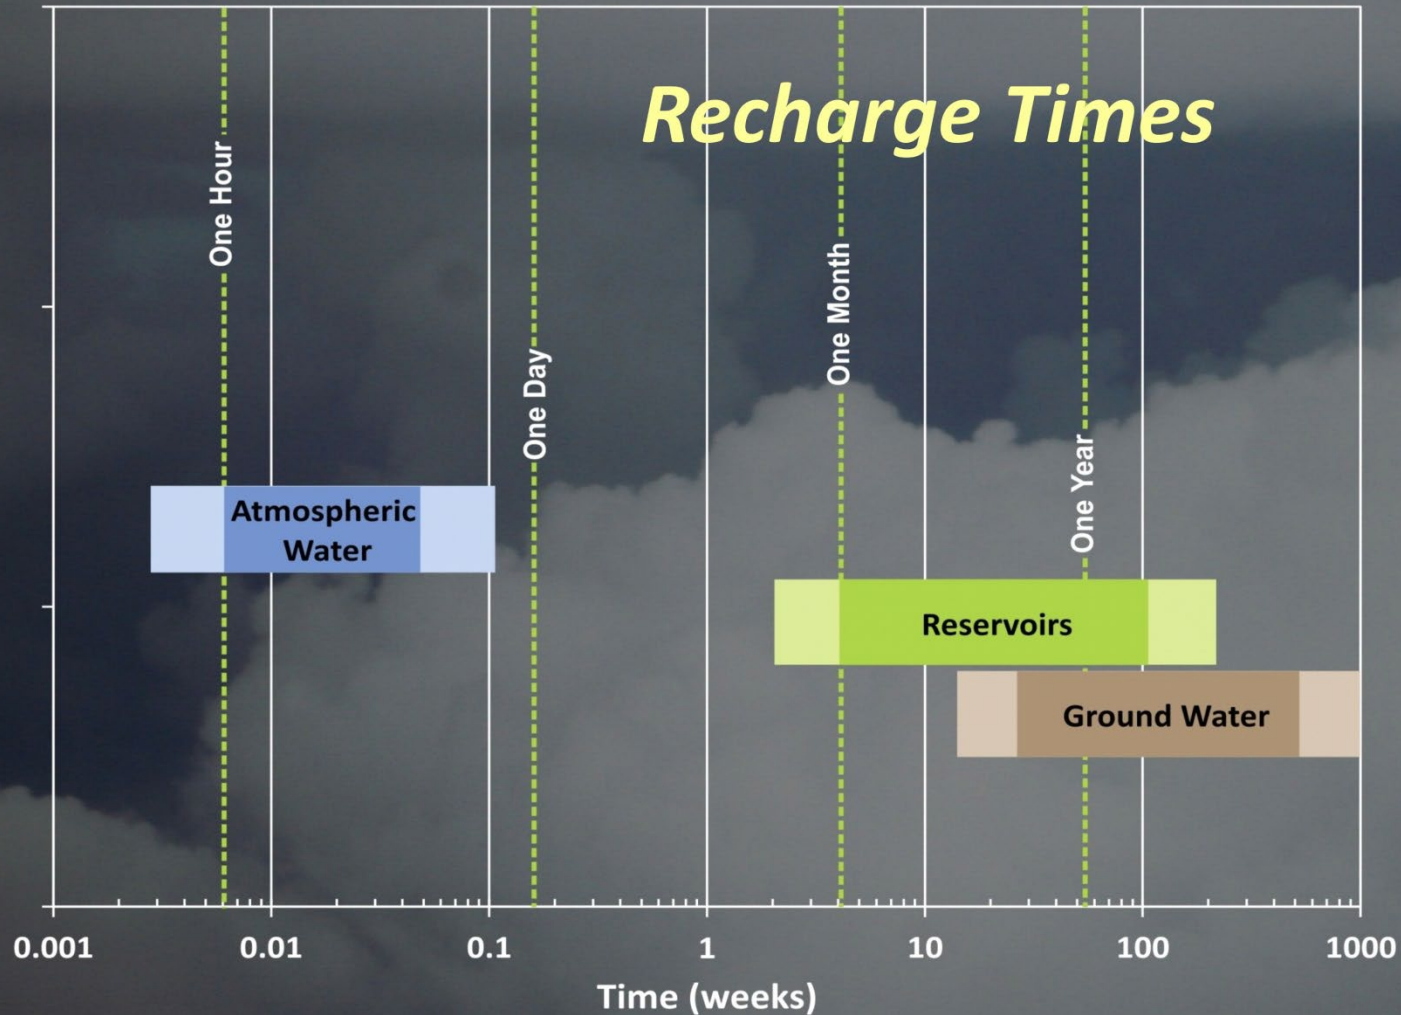 Recharge Times
One Hour
One Day
One Month
One Year
Atmospheric
Water
Reservoirs
Ground Water
0.001
0.01
0.1
1
10
100
1000
Time (weeks)